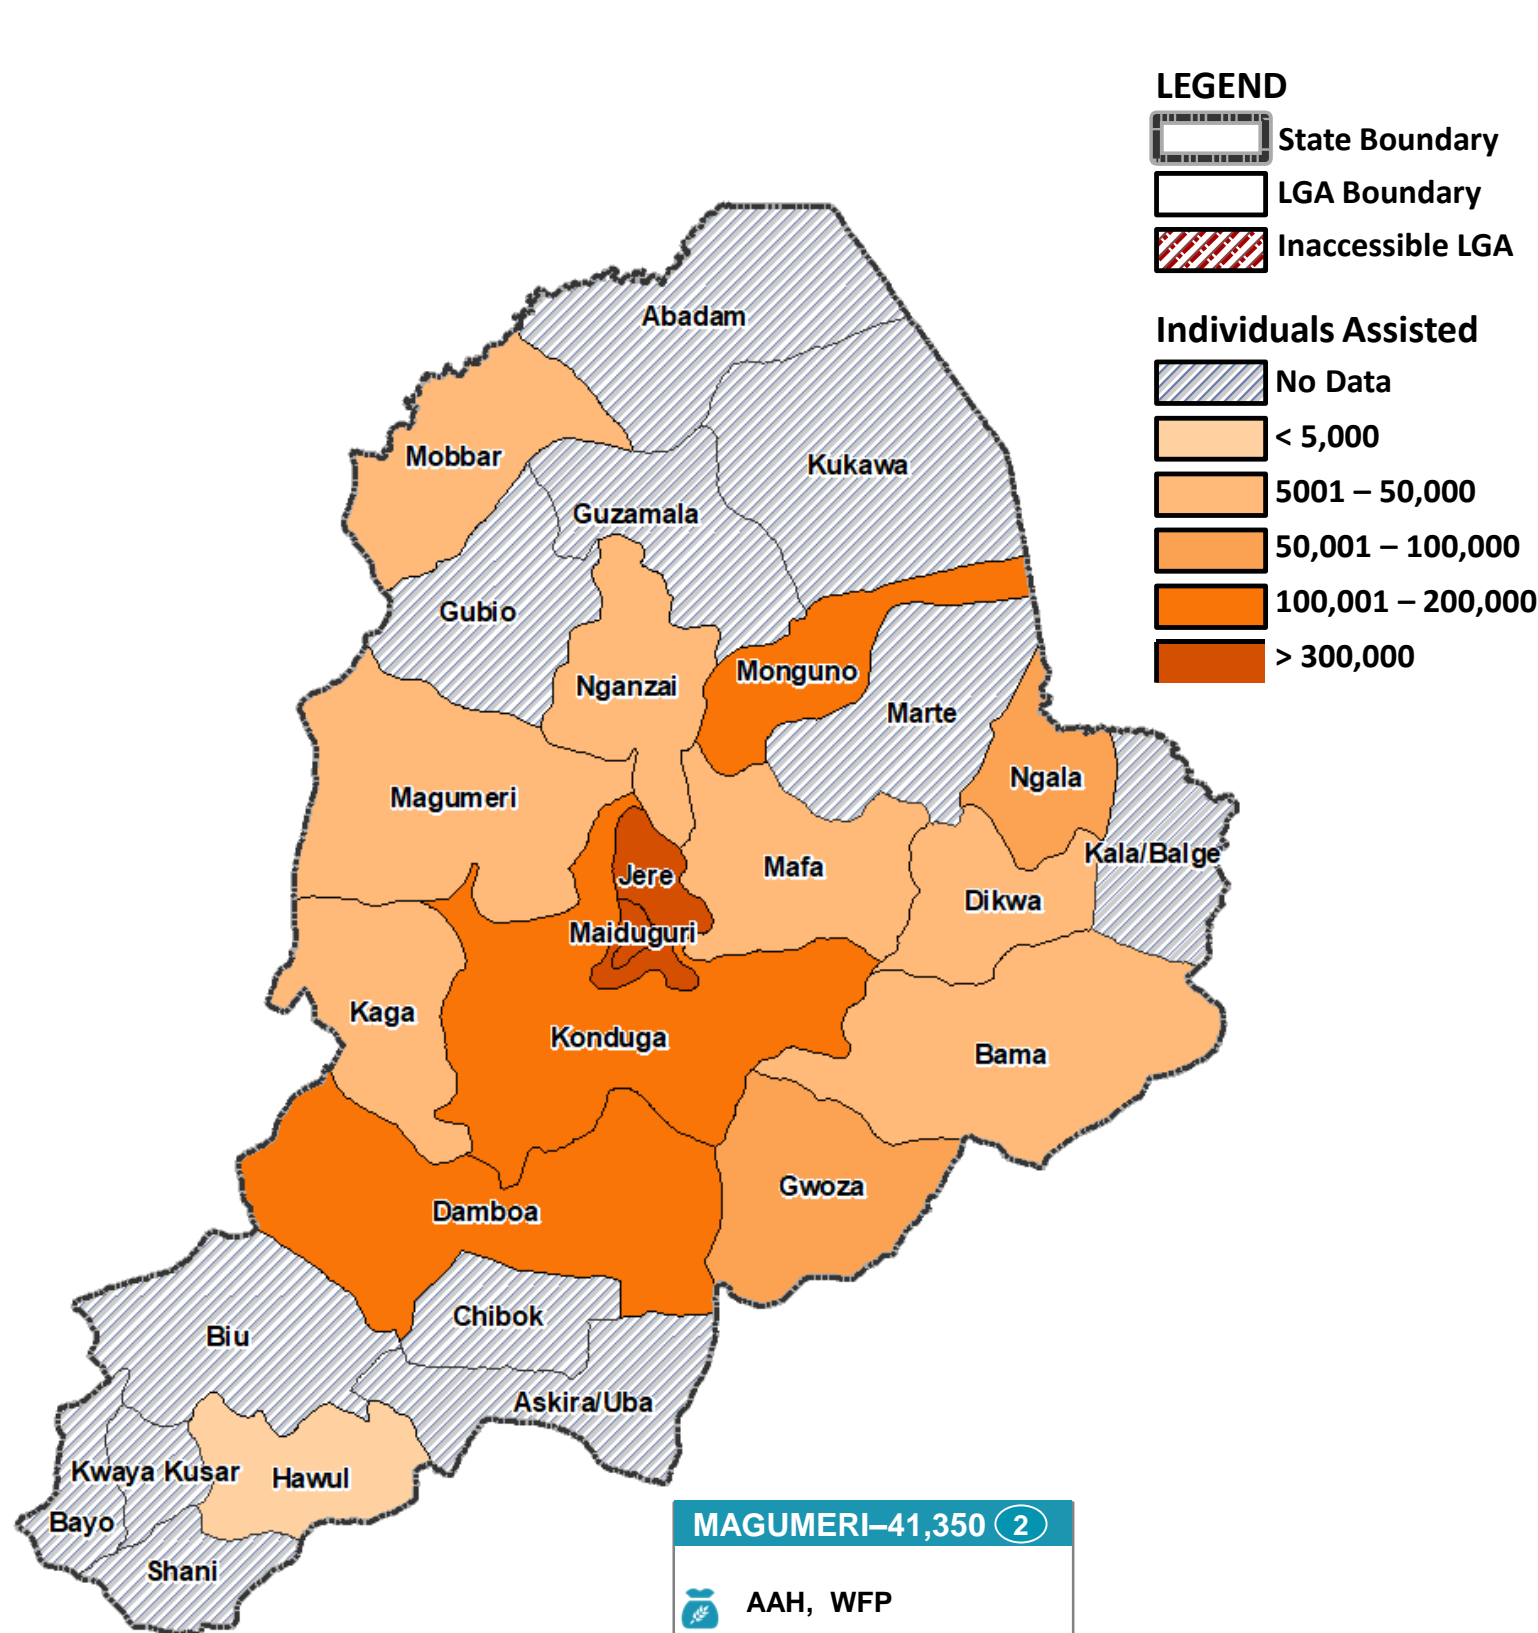 LEGEND
State Boundary
LGA Boundary
Inaccessible LGA
Individuals Assisted
No Data
< 5,000
5001 – 50,000
50,001 – 100,000
100,001 – 200,000
> 300,000
Abadam
Mobbar
Kukawa
Guzamala
Gubio
Monguno
Nganzai
Marte
Ngala
Magumeri
Kala/Balge
Mafa
Jere
Dikwa
Maiduguri
Kaga
Konduga
Bama
Gwoza
Damboa
Chibok
Biu
Askira/Uba
Kwaya Kusar
Hawul
Bayo
Shani
MAGUMERI–41,350 2
AAH, WFP